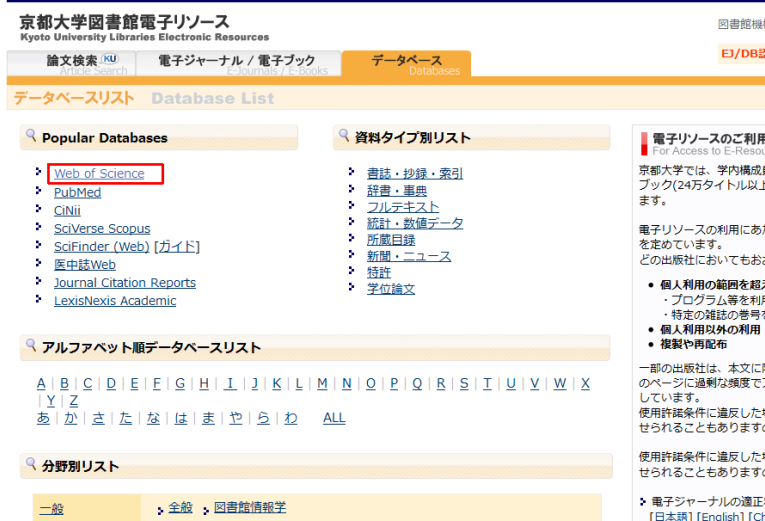 京都大学図書館電子リソース
Kyoto University Libraries Electronic Resources
図書館機
EJ/DB認
論文検索 KU
Article Search
電子ジャーナル / 電子ブック
E-Journals / E-Books
データベース
Databases
データベースリスト Database List
Popular Databases
Web of Science
PubMed
CiNii
SciVerse Scopus
SciFinder (Web) [ガイド]
医中誌Web
Journal Citation Reports
LexisNexis Academic
資料タイプ別リスト
書誌・抄録・索引
辞書・事典
フルテキスト
統計・数値データ
所蔵目録
新聞・ニュース
特許
学位論文
アルファベット順データベースリスト
A | B | C | D | E | F | G | H | I | J | K | L | M | N | O | P | Q | R | S | T | U | V | W | X
| Y | Z
あ | か | さ | た | な | は | ま | や | ら | わ ALL
分野別リスト
一般
全般
図書館情報学
電子リソースのご利用
For Access to E-Resou
京都大学では、学内構成員
ブック(24万タイトル以上
ます。
電子リソースの利用にあた
を定めています。
どの出版社においてもおお
• 個人利用の範囲を超え
・プログラム等を利用
・特定の雑誌の巻号を
• 個人利用以外の利用
• 複製や再配布
一部の出版社は、本文に
のページに過剰な頻度でア
しています。
使用許諾条件に違反した場
せられることもありますの
使用許諾条件に違反した場
せられることもありますの
電子ジャーナルの適正
[日本語] [English] [Ch